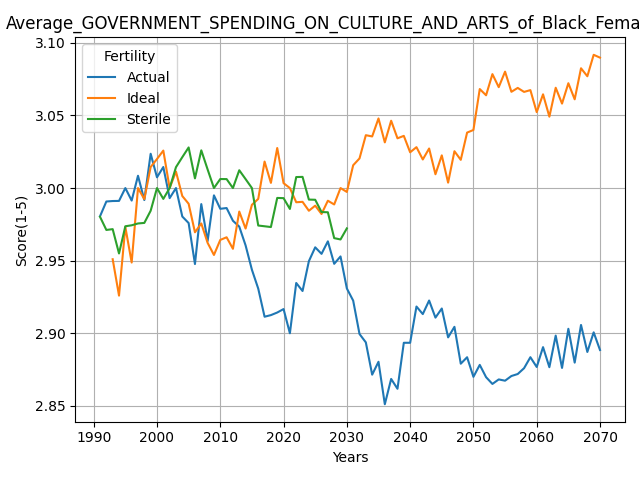 Average_GOVERNMENT_SPENDING_ON_CULTURE_AND_ARTS_of_Black_Fema
Fertility
Actual
Ideal
Sterile
Score(1-5)
3.10
3.05
3.00
2.95
2.90
2.85
1990 2000 2010 2020 2030 2040 2050 2060 2070
Years